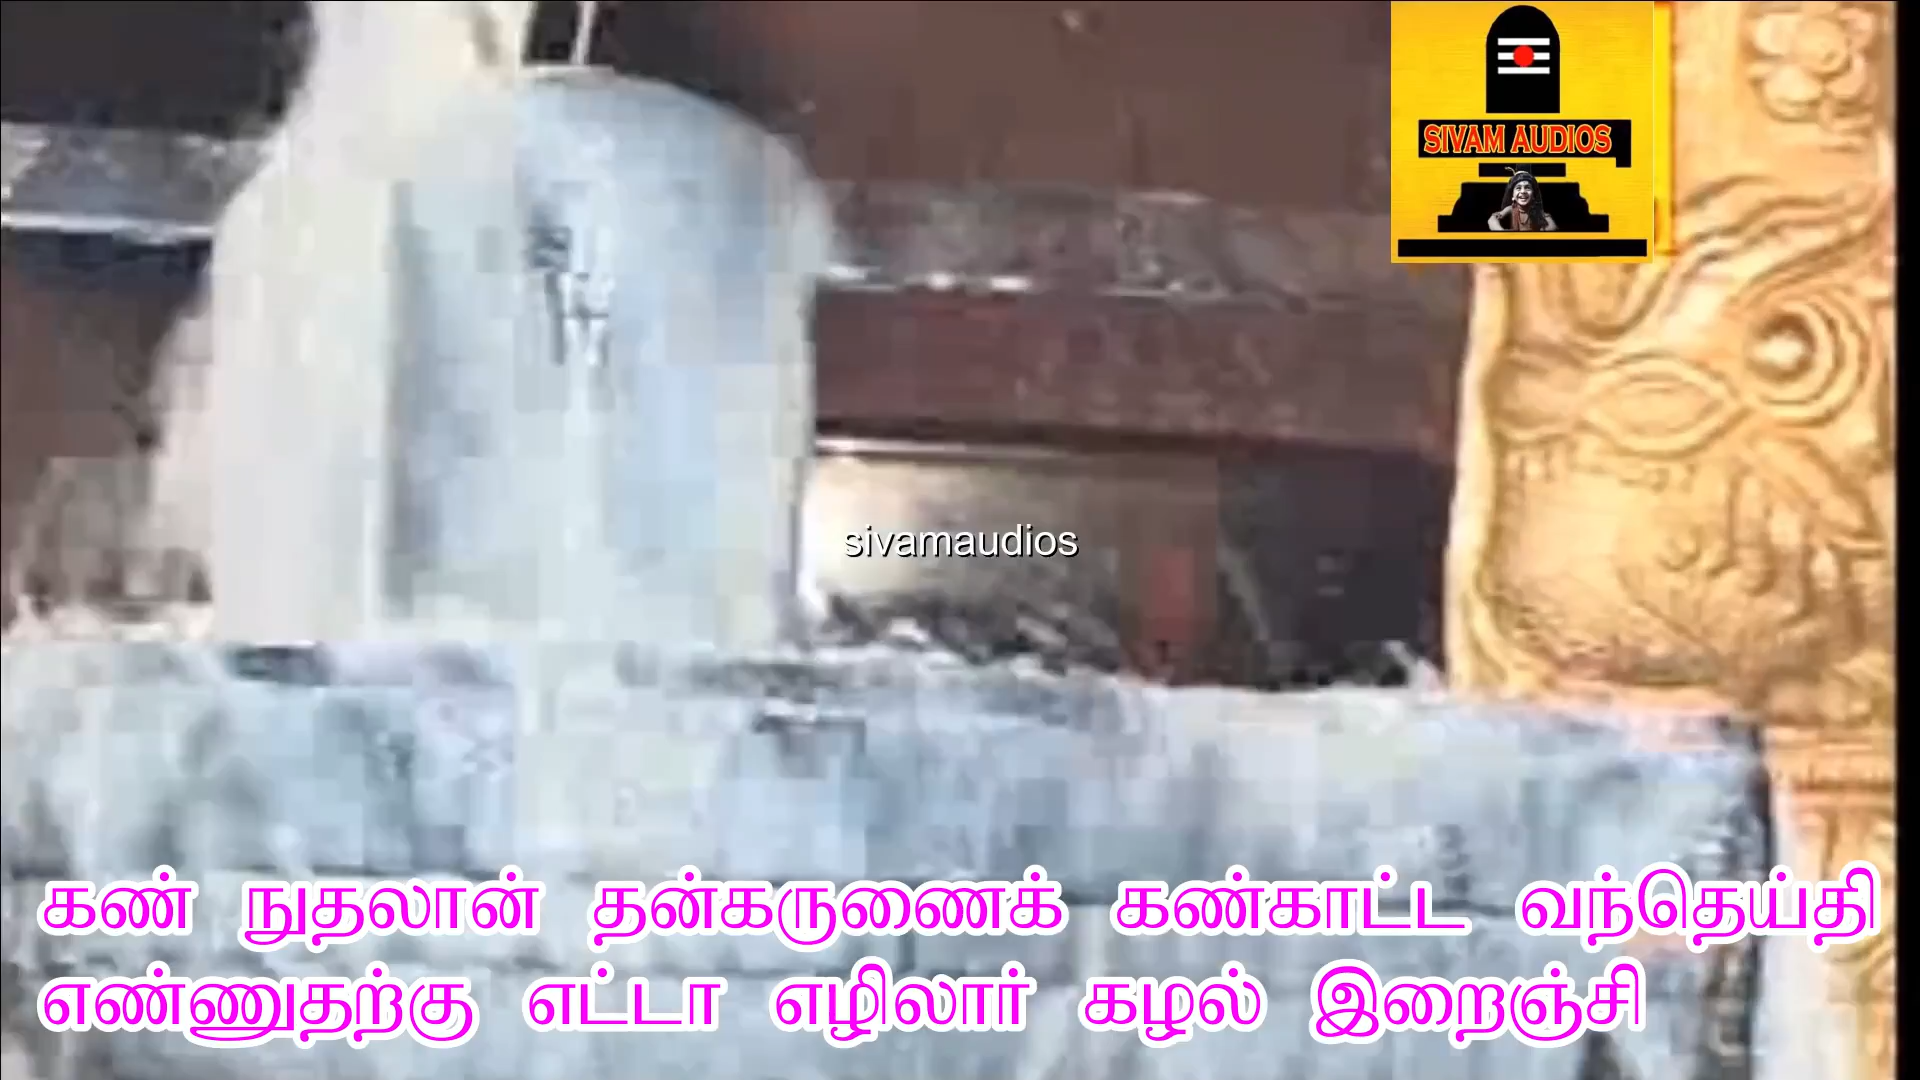 SIVAM AUDIOS
sivamaudios
கண் நுதலான் தன்கருணைக் கண்காட்ட வந்தெய்தி
எண்ணுதற்கு எட்டா எழிலார் கழல் இறைஞ்சி